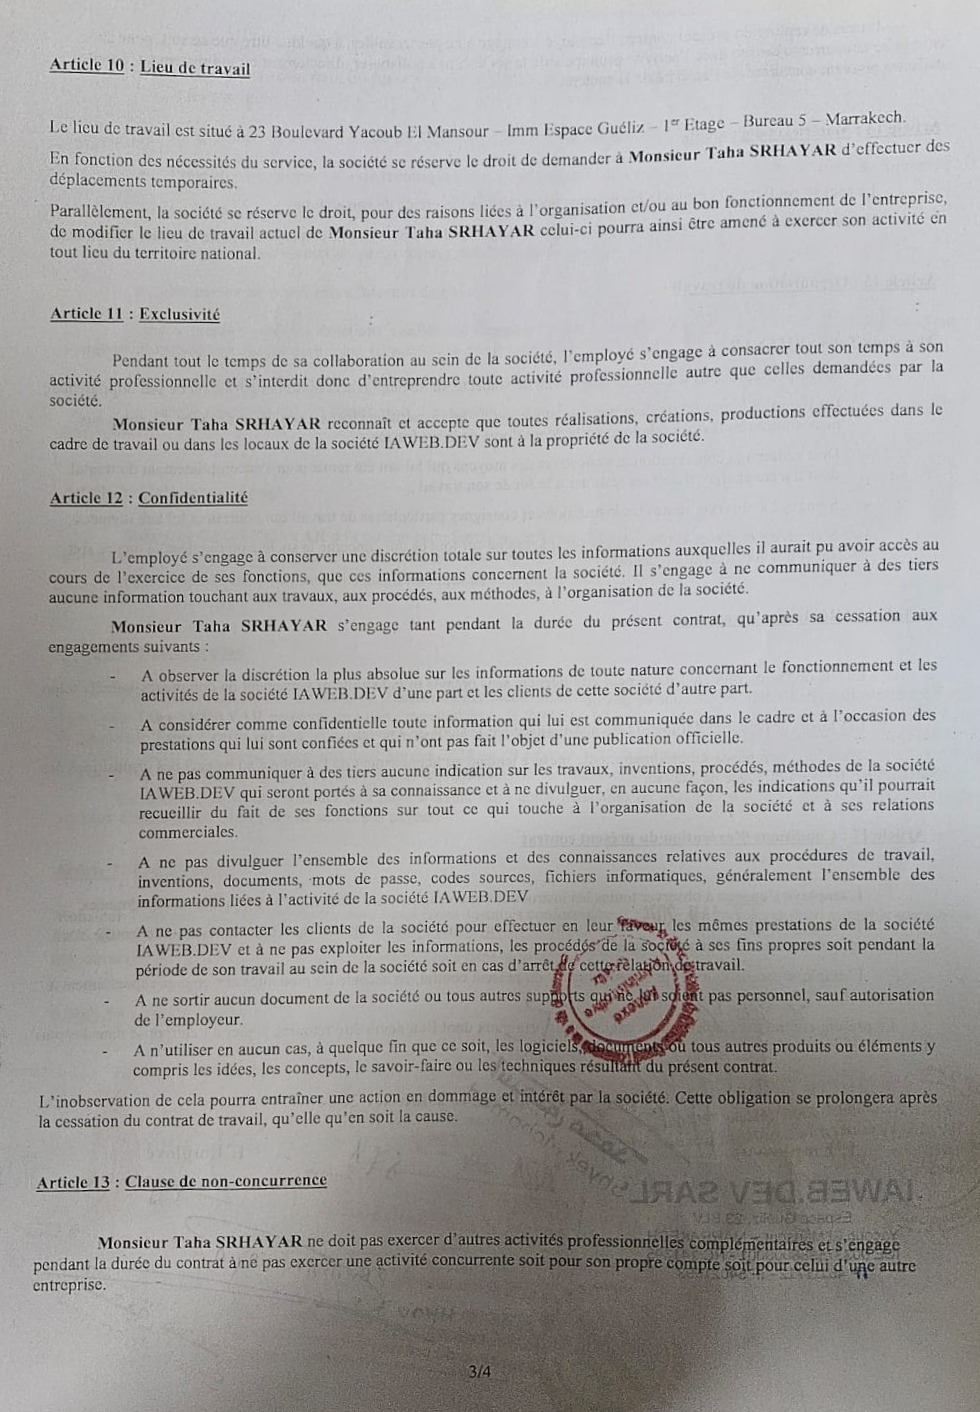 Article 10 : Lieu de travail
Le lieu de travail est situé à 23 Boulevard Yacoub El Mansour – Imm Espace Guéliz – 1er Etage – Bureau 5 – Marrakech.
En fonction des nécessités du service, la société se réserve le droit de demander à Monsieur Taha SRHAYAR d'effectuer des
déplacements temporaires.
Parallèlement, la société se réserve le droit, pour des raisons liées à l'organisation et/ou au bon fonctionnement de l'entreprise,
de modifier le lieu de travail actuel de Monsieur Taha SRHAYAR celui-ci pourra ainsi être amené à exercer son activité en
tout lieu du territoire national.
Article 11 : Exclusivité
Pendant tout le temps de sa collaboration au sein de la société, l'employé s'engage à consacrer tout son temps à son
activité professionnelle et s'interdit donc d'entreprendre toute activité professionnelle autre que celles demandées par la
société.
Monsieur Taha SRHAYAR reconnaît et accepte que toutes réalisations, créations, productions effectuées dans le
cadre de travail ou dans les locaux de la société IAWEB.DEV sont à la propriété de la société.
Article 12 : Confidentialité
L'employé s'engage à conserver une discrétion totale sur toutes les informations auxquelles il aurait pu avoir accès au
cours de l'exercice de ses fonctions, que ces informations concernent la société. Il s'engage à ne communiquer à des tiers
aucune information touchant aux travaux, aux procédés, aux méthodes, à l'organisation de la société.
Monsieur Taha SRHAYAR s'engage tant pendant la durée du présent contrat, qu'après sa cessation aux
engagements suivants :
- A observer la discrétion la plus absolue sur les informations de toute nature concernant le fonctionnement et les
activités de la société IAWEB.DEV d'une part et les clients de cette société d'autre part.
- A considérer comme confidentielle toute information qui lui est communiquée dans le cadre et à l'occasion des
prestations qui lui sont confiées et qui n'ont pas fait l'objet d'une publication officielle.
- A ne pas communiquer à des tiers aucune indication sur les travaux, inventions, procédés, méthodes de la société
IAWEB.DEV qui seront portés à sa connaissance et à ne divulguer, en aucune façon, les indications qu'il pourrait
recueillir du fait de ses fonctions sur tout ce qui touche à l'organisation de la société et à ses relations
commerciales.
- A ne pas divulguer l'ensemble des informations et des connaissances relatives aux procédures de travail,
inventions, documents, mots de passe, codes sources, fichiers informatiques, généralement l'ensemble des
informations liées à l'activité de la société IAWEB.DEV
- A ne pas contacter les clients de la société pour effectuer en leur faveur les mêmes prestations de la société
IAWEB.DEV et à ne pas exploiter les informations, les procédés de la société à ses fins propres soit pendant la
période de son travail au sein de la société soit en cas d'arrêt de cette relation de travail.
- A ne sortir aucun document de la société ou tous autres supports qui ne lui soient pas personnel, sauf autorisation
de l'employeur.
- A n'utiliser en aucun cas, à quelque fin que ce soit, les logiciels, documents ou tous autres produits ou éléments y
compris les idées, les concepts, le savoir-faire ou les techniques résultant du présent contrat.
L'inobservation de cela pourra entraîner une action en dommage et intérêt par la société. Cette obligation se prolongera après
la cessation du contrat de travail, qu'elle qu'en soit la cause.
Article 13 : Clause de non-concurrence
IAWEB.DEV SARL
Monsieur Taha SRHAYAR ne doit pas exercer d'autres activités professionnelles complémentaires et s'engage
pendant la durée du contrat à ne pas exercer une activité concurrente soit pour son propre compte soit pour celui d'une autre
entreprise.
3/4